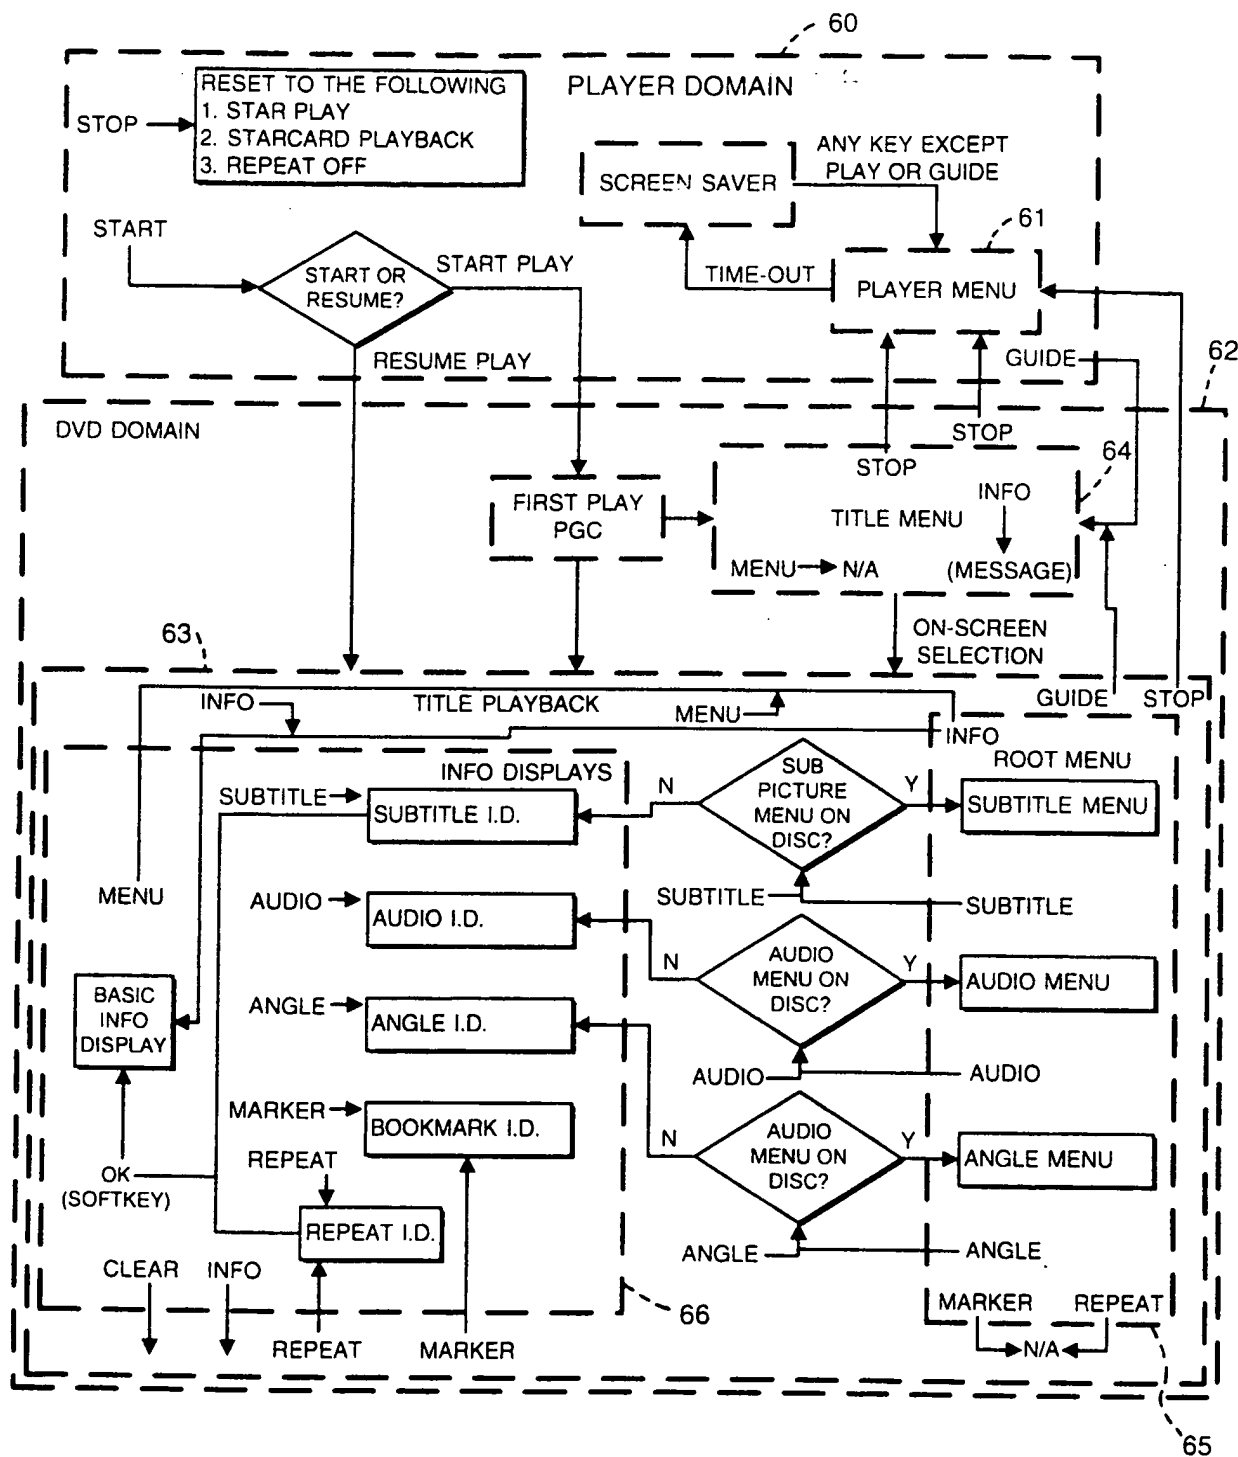 60
PLAYER DOMAIN
RESET TO THE FOLLOWING
1. STAR PLAY
2. STARCARD PLAYBACK
3. REPEAT OFF
STOP
SCREEN SAVER
ANY KEY EXCEPT
PLAY OR GUIDE
61
START
START OR
RESUME?
START PLAY
TIME-OUT
PLAYER MENU
RESUME PLAY
GUIDE
62
DVD DOMAIN
STOP
STOP
64
FIRST PLAY
PGC
INFO
TITLE MENU
MENU
N/A
(MESSAGE)
63
ON-SCREEN
SELECTION
INFO
TITLE PLAYBACK
MENU
GUIDE
STOP
INFO
ROOT MENU
INFO DISPLAYS
SUBTITLE
SUBTITLE I.D.
N
SUB
PICTURE
MENU ON
DISC?
Y
SUBTITLE MENU
MENU
SUBTITLE
SUBTITLE
AUDIO
AUDIO I.D.
N
AUDIO
MENU ON
DISC?
Y
AUDIO MENU
BASIC
INFO
DISPLAY
ANGLE
ANGLE I.D.
AUDIO
AUDIO
MARKER
BOOKMARK I.D.
N
AUDIO
MENU ON
DISC?
Y
ANGLE MENU
REPEAT
OK
(SOFTKEY)
REPEAT I.D.
ANGLE
ANGLE
CLEAR
INFO
66
MARKER
REPEAT
REPEAT
MARKER
N/A
65